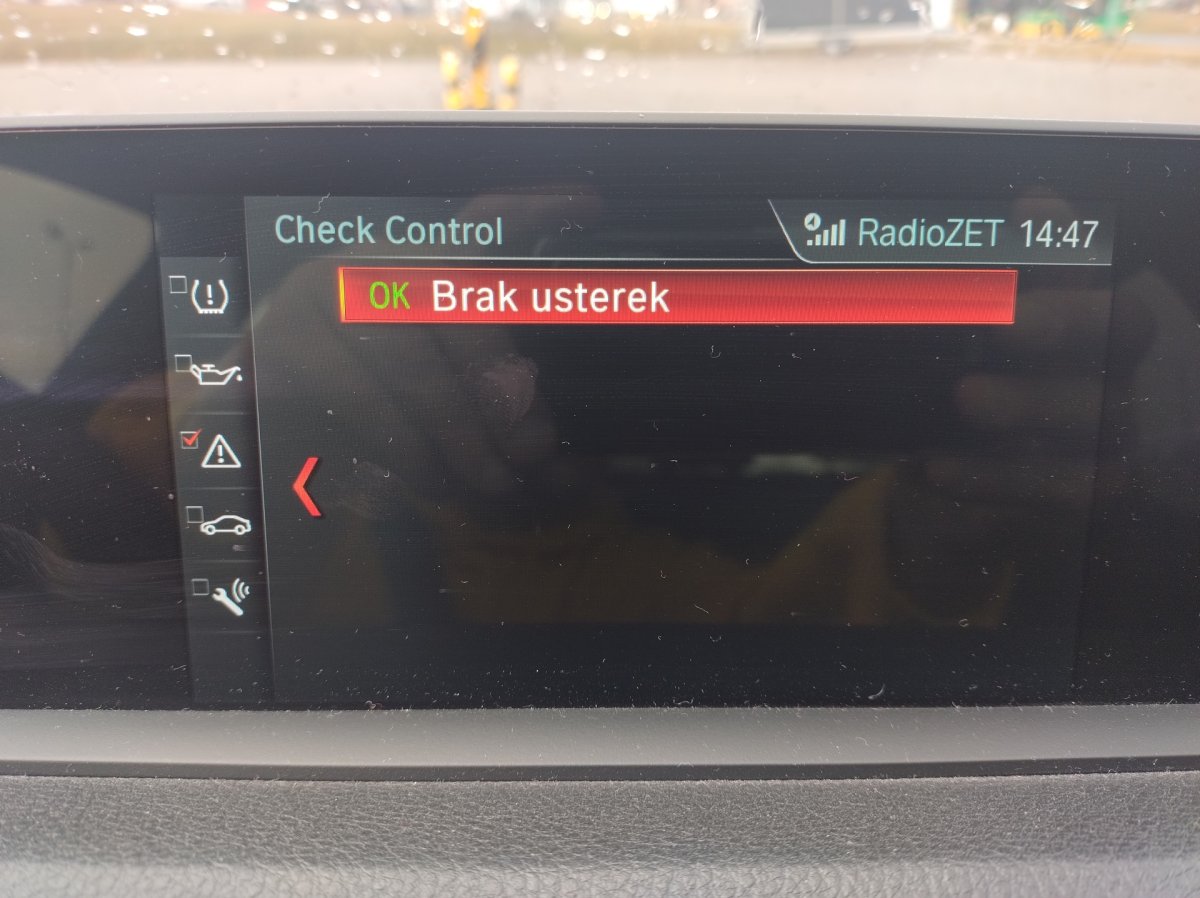 Check Control
RadioZET 14:47
OK Brak usterek